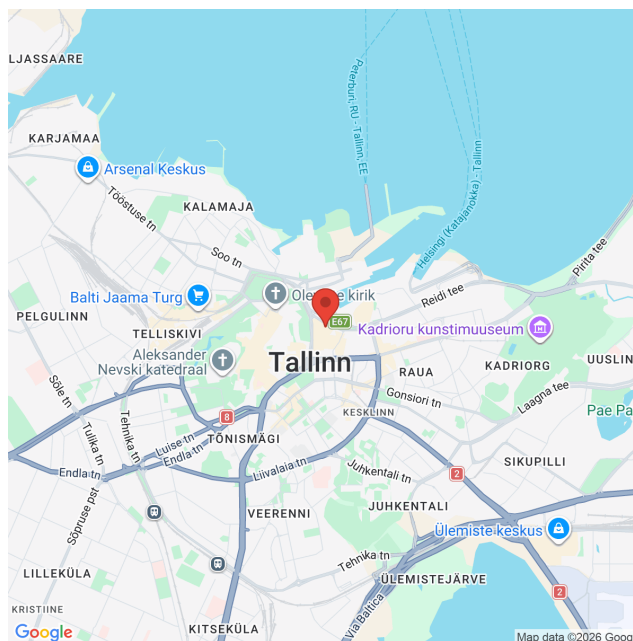 LJASSAARE
KARJAMAA
Arsenal Keskus
Tööstuse tn
KALAMAJA
Peterburi, RU - Tallinn, EE
Helsingi (Katajanokka) - Tallinn
Pirita tee
Soo tn
Balti Jaama Turg
Olev
e kirik
Reidi tee
PELGULINN
TELLISKIVI
E67
Kadrioru kunstimuuseum
Aleksander
Nevski katedraal
Tallinn
RAUA
KADRIORG
UUSLIN
Sõle tn
Tulika tn
Tehnika tn
Gonsiori tn
Laagna tee
Pae Pa
8
KESKLINN
Luise tn
TÕNISMÄGI
Endla tn
Endla tn
Liivalaia tn
Juhkentali tn
2
SIKUPILLI
Sõpruse pst
VEERENNI
JUHKENTALI
Ülemiste keskus
Tehnika tn
LILLEKÜLA
ÜLEMISTEJÄRVE
2
KRISTIINE
KITSEKÜLA
Via Baltica
Google
Map data ©2026 Goo